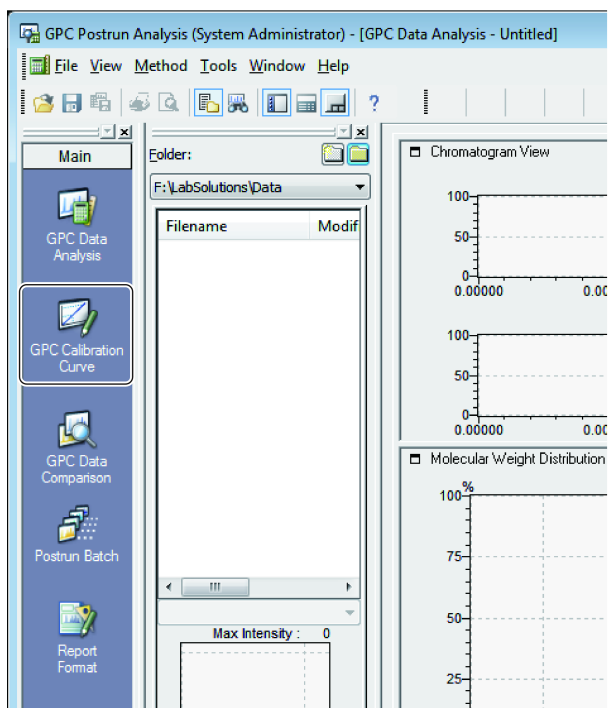 GPC Postrun Analysis (System Administrator) - [GPC Data Analysis - Untitled]
File View Method Tools Window Help
?
Main
GPC Data
Analysis
GPC Calibration
Curve
GPC Data
Comparison
Postrun Batch
Report
Format
Folder:
F:\LabSolutions\Data
Filename Modif
Max Intensity : 0
Chromatogram View
100
50
0
0.00000 0.00
100
50
0
0.00000 0.00
Molecular Weight Distribution
%
100
75
50
25